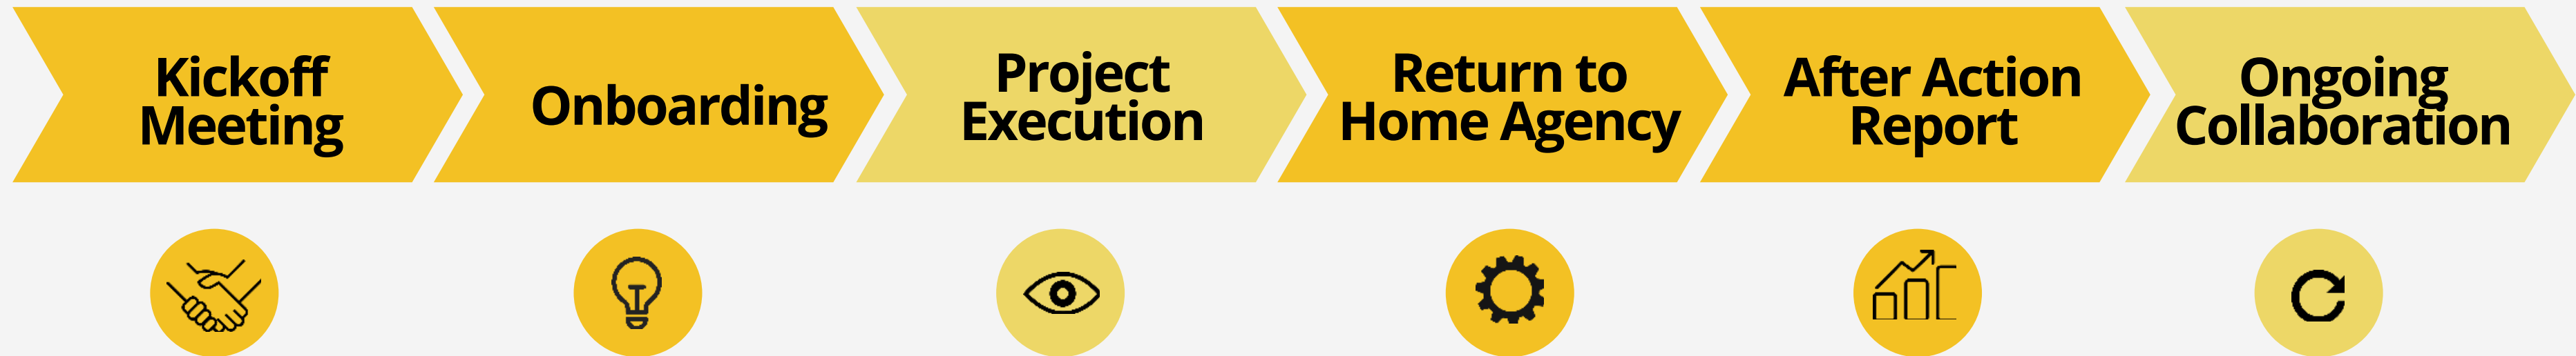 Kickoff
Meeting
Onboarding
Project
Execution
Return to
Home Agency
After Action
Report
Ongoing
Collaboration